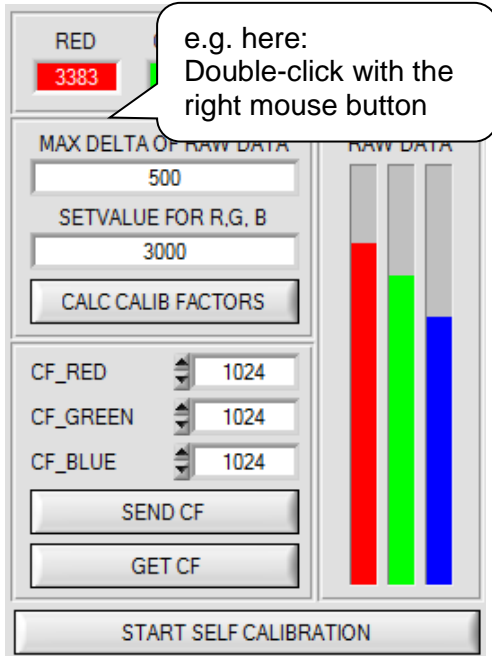 RED
3383
e.g. here:
Double-click with the
right mouse button
MAX DELTA OF RAW DATA
500
SETVALUE FOR R,G, B
3000
CALC CALIB FACTORS
RAW DATA
CF_RED 1024
CF_GREEN 1024
CF_BLUE 1024
SEND CF
GET CF
START SELF CALIBRATION